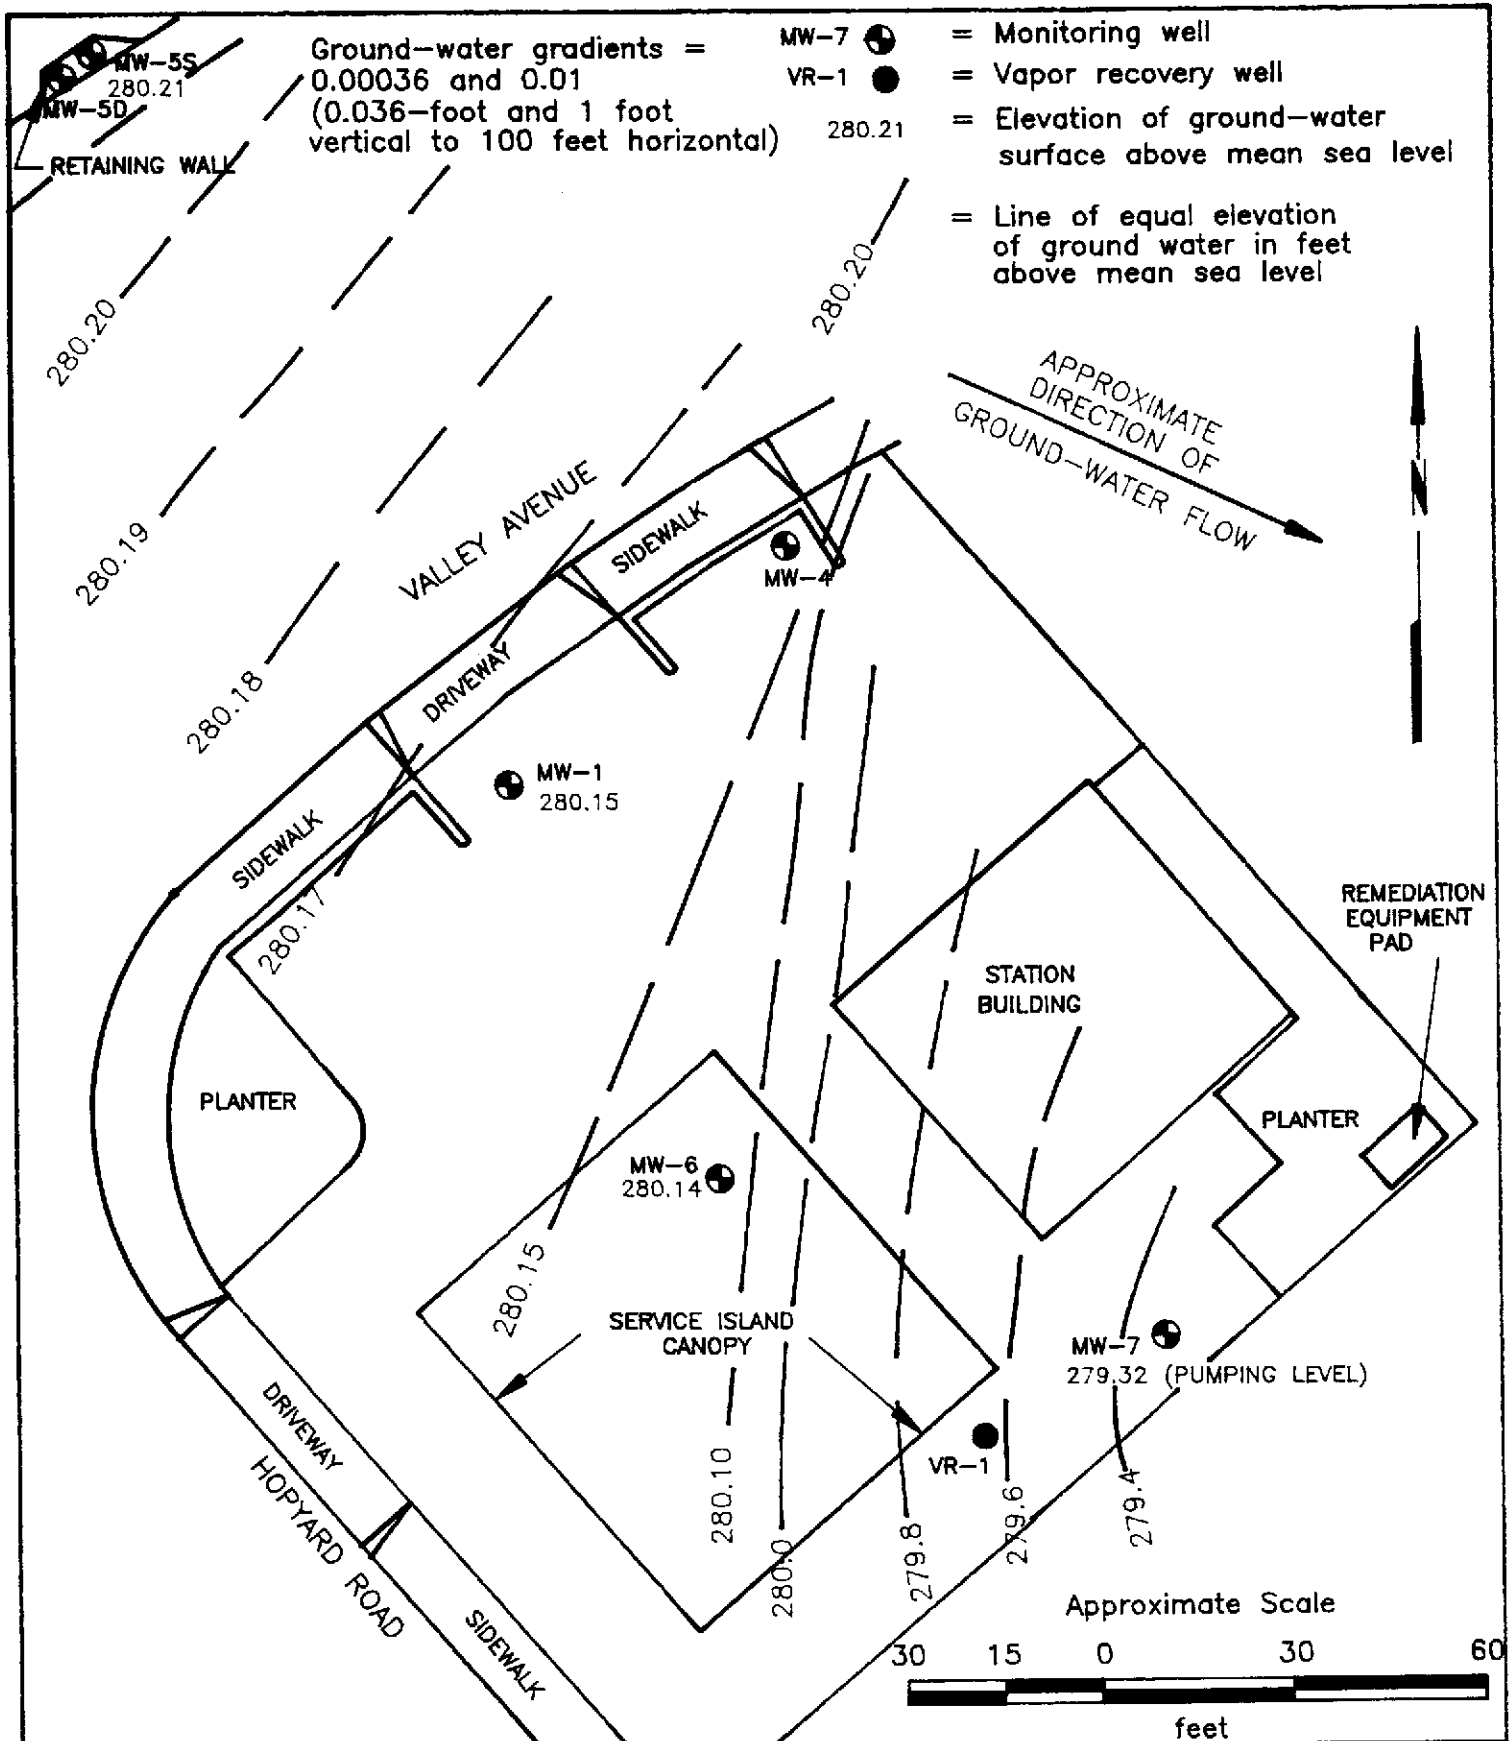 Ground-water gradients =
0.00036 and 0.01
(0.036-foot and 1 foot
vertical to 100 feet horizontal)
MW-7 = Monitoring well
VR-1 = Vapor recovery well
280.21 = Elevation of ground-water
surface above mean sea level
280.20 = Line of equal elevation
of ground water in feet
above mean sea level
MW-5S
280.21
MW-5D
RETAINING WALL
280.20
280.19
280.18
280.17
APPROXIMATE
DIRECTION OF
GROUND-WATER FLOW
N
VALLEY AVENUE
SIDEWALK
DRIVEWAY
SIDEWALK
MW-4
MW-1
280.15
STATION
BUILDING
REMEDIATION
EQUIPMENT
PAD
PLANTER
PLANTER
MW-6
280.14
280.15
SERVICE ISLAND
CANOPY
MW-7
279.32 (PUMPING LEVEL)
VR-1
280.10
280.0
279.8
279.6
279.4
DRIVEWAY
HOPYARD ROAD
SIDEWALK
Approximate Scale
30 15 0 30 60
feet